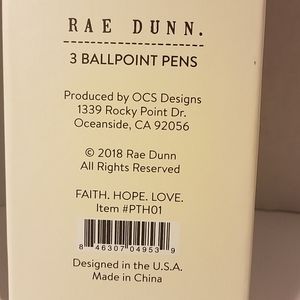 RAE DUNN.
3 BALLPOINT PENS
Produced by OCS Designs
1339 Rocky Point Dr.
Oceanside, CA 92056
© 2018 Rae Dunn
All Rights Reserved
FAITH. HOPE. LOVE.
Item #PTH01
8 46307 04953 9
Designed in the U.S.A.
Made in China